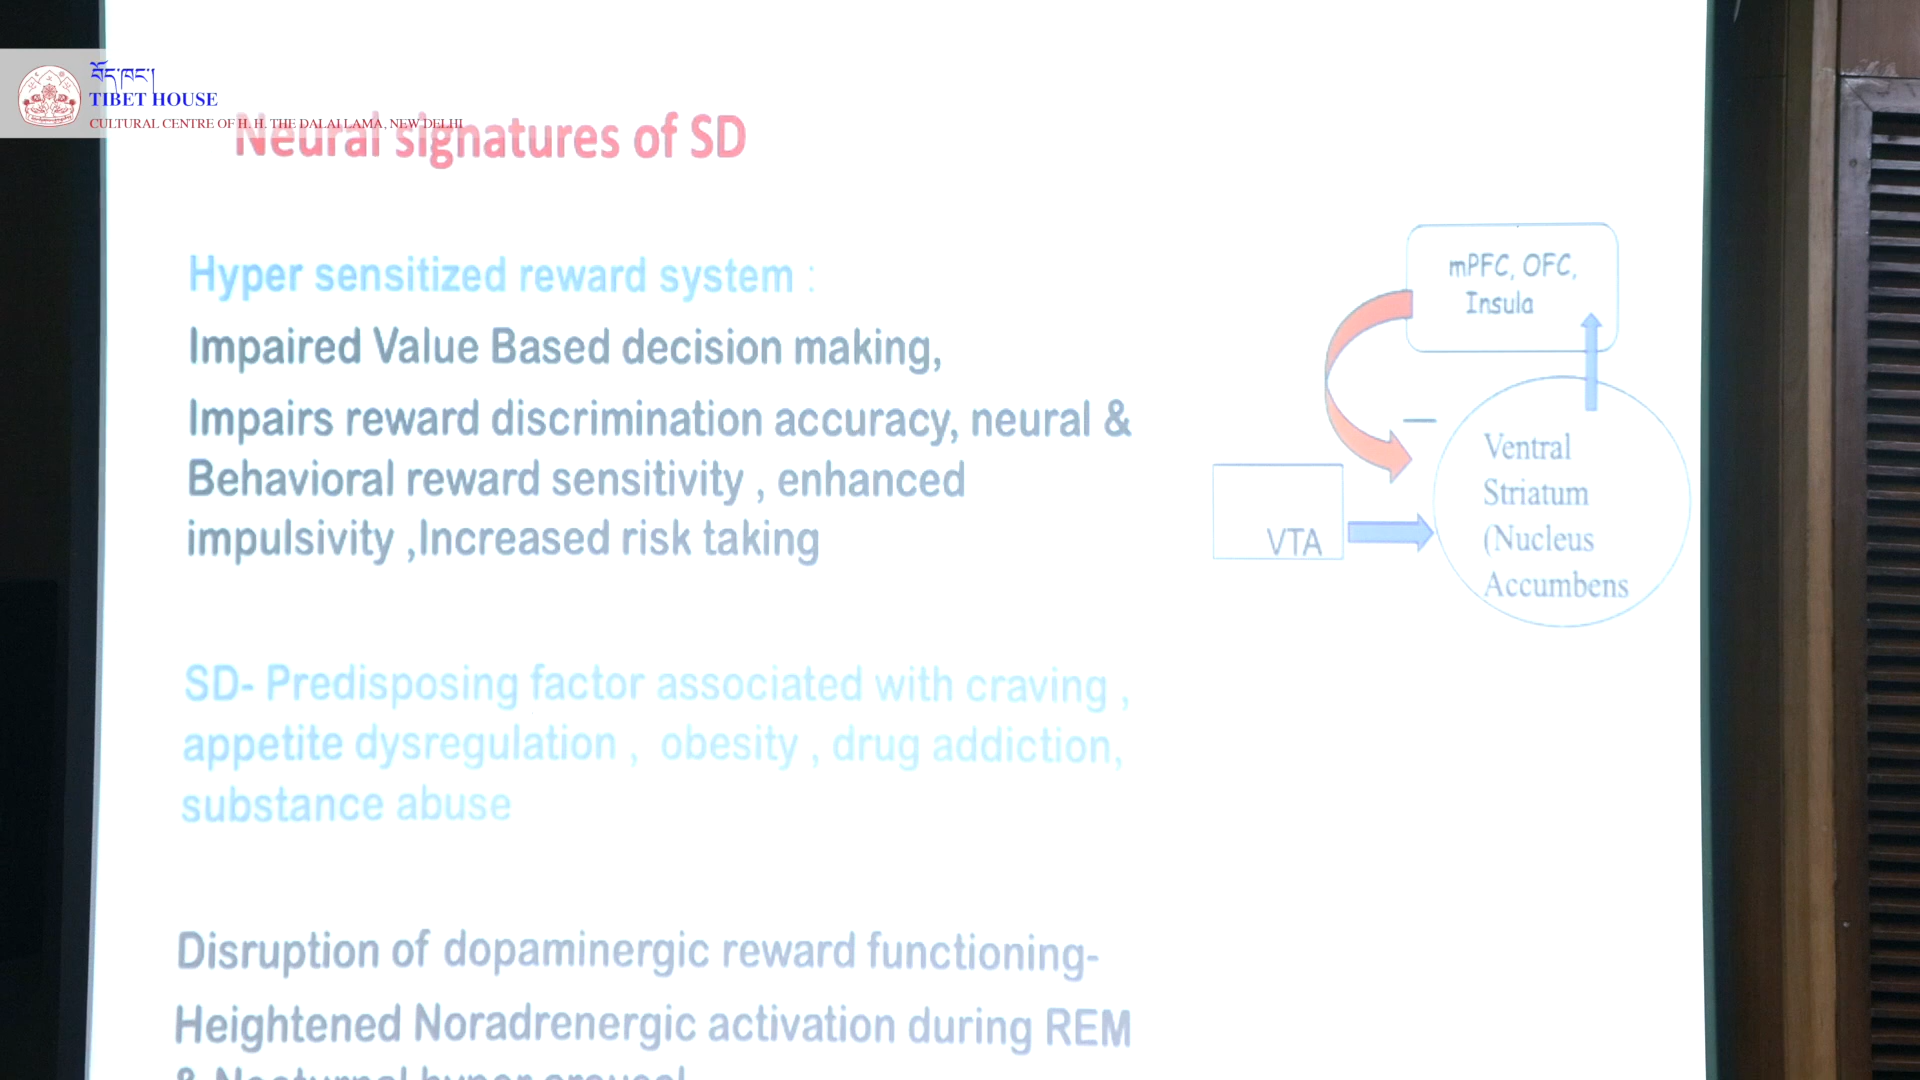 བོད་ཁང་།
TIBET HOUSE
CULTURAL CENTRE OF H. H. THE DALAI LAMA, NEW DELHI
Neural signatures of SD
Hyper sensitized reward system :
Impaired Value Based decision making,
Impairs reward discrimination accuracy, neural &
Behavioral reward sensitivity , enhanced
impulsivity ,Increased risk taking
SD- Predisposing factor associated with craving ,
appetite dysregulation , obesity , drug addiction,
substance abuse
Disruption of dopaminergic reward functioning-
Heightened Noradrenergic activation during REM
& Nocturnal hyper arousal
mPFC, OFC,
Insula
—
VTA
Ventral
Striatum
(Nucleus
Accumbens